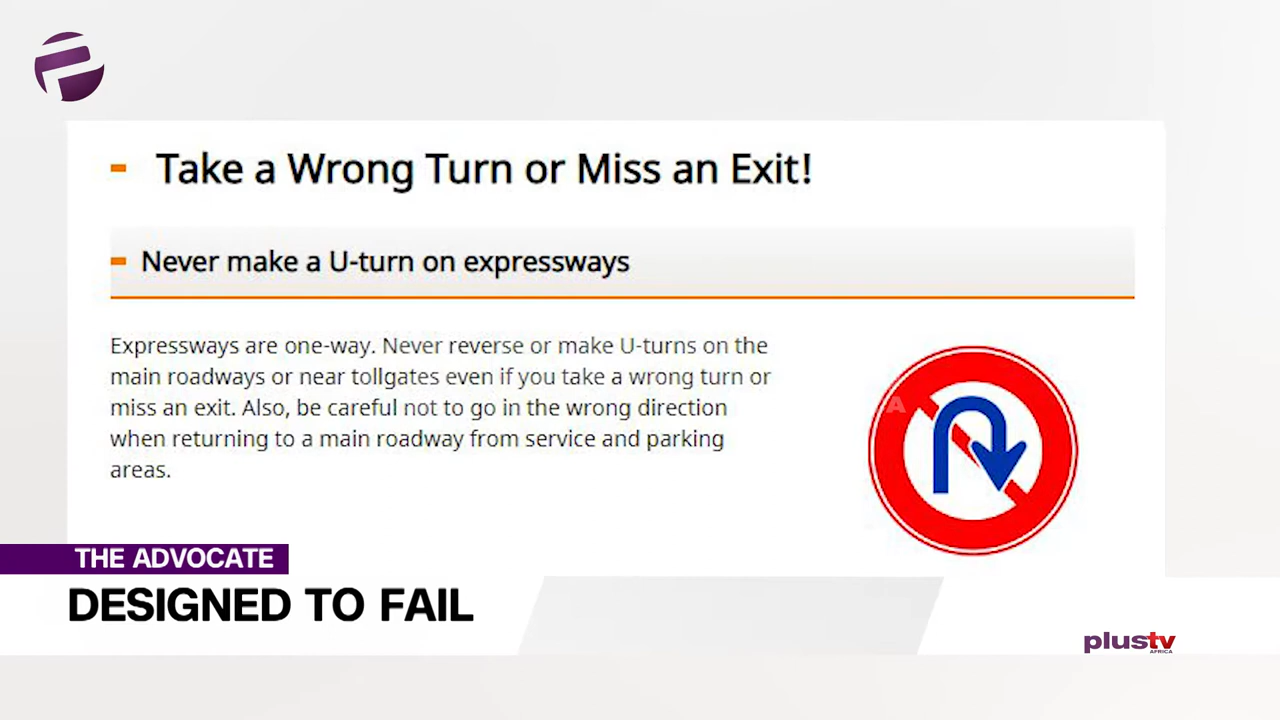 Take a Wrong Turn or Miss an Exit!
Never make a U-turn on expressways
Expressways are one-way. Never reverse or make U-turns on the
main roadways or near tollgates even if you take a wrong turn or
miss an exit. Also, be careful not to go in the wrong direction
when returning to a main roadway from service and parking
areas.
A
THE ADVOCATE
DESIGNED TO FAIL
plustv
AFRICA